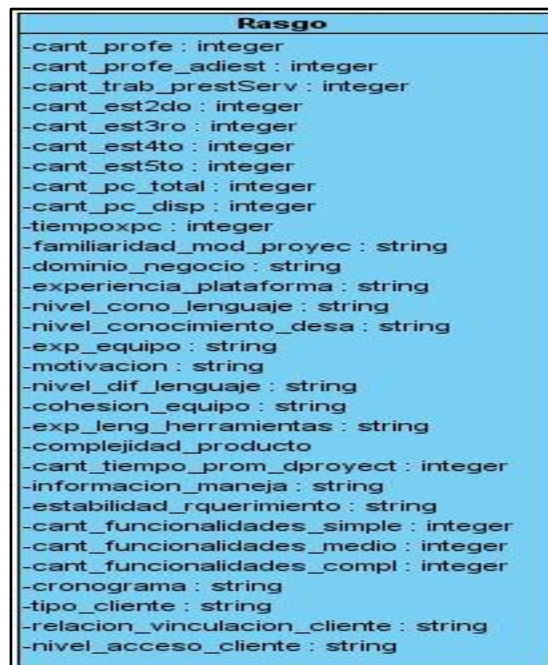 Rasgo
-cant_profe : integer
-cant_profe_adiest : integer
-cant_trab_prestServ : integer
-cant_est2do : integer
-cant_est3ro : integer
-cant_est4to : integer
-cant_est5to : integer
-cant_pc_total : integer
-cant_pc_disp : integer
-tiempoxpc : integer
-familiaridad_mod_proyec : string
-dominio_negocio : string
-experiencia_plataforma : string
-nivel_cono_lenguaje : string
-nivel_conocimiento_desa : string
-exp_equipo : string
-motivacion : string
-nivel_dif_lenguaje : string
-cohesion_equipo : string
-exp_leng_herramientas : string
-complejidad_producto
-cant_tiempo_prom_dproyect : integer
-informacion_maneja : string
-estabilidad_rquerimiento : string
-cant_funcionalidades_simple : integer
-cant_funcionalidades_medio : integer
-cant_funcionalidades_compl : integer
-cronograma : string
-tipo_cliente : string
-relacion_vinculacion_cliente : string
-nivel_acceso_cliente : string